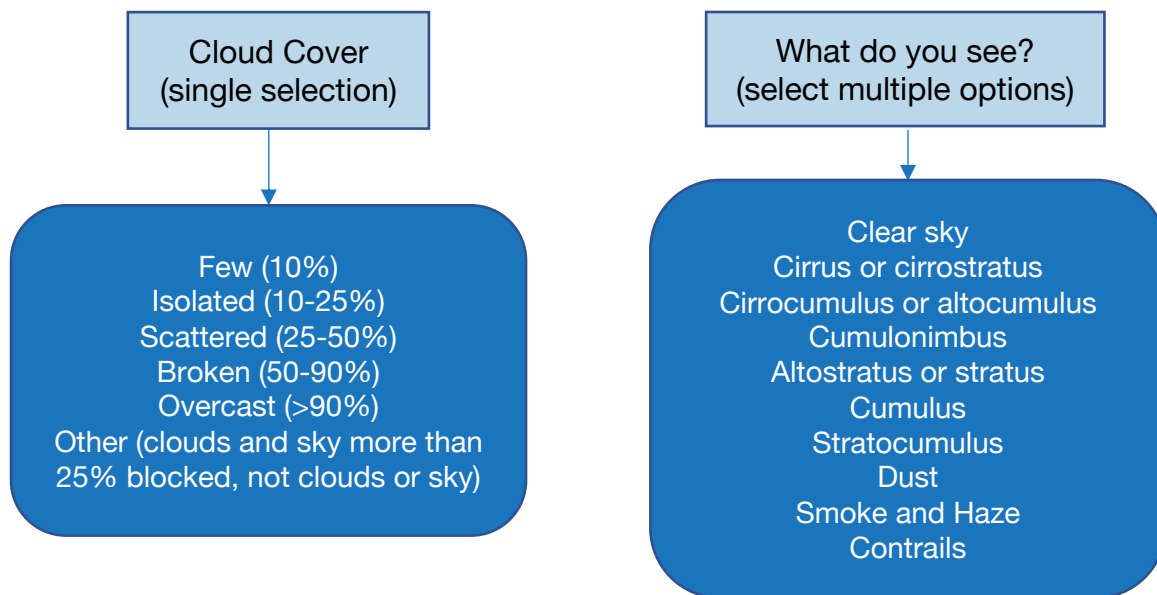 Cloud Cover
(single selection)
Few (10%)
Isolated (10-25%)
Scattered (25-50%)
Broken (50-90%)
Overcast (>90%)
Other (clouds and sky more than
25% blocked, not clouds or sky)
What do you see?
(select multiple options)
Clear sky
Cirrus or cirrostratus
Cirrocumulus or altocumulus
Cumulonimbus
Altostratus or stratus
Cumulus
Stratocumulus
Dust
Smoke and Haze
Contrails